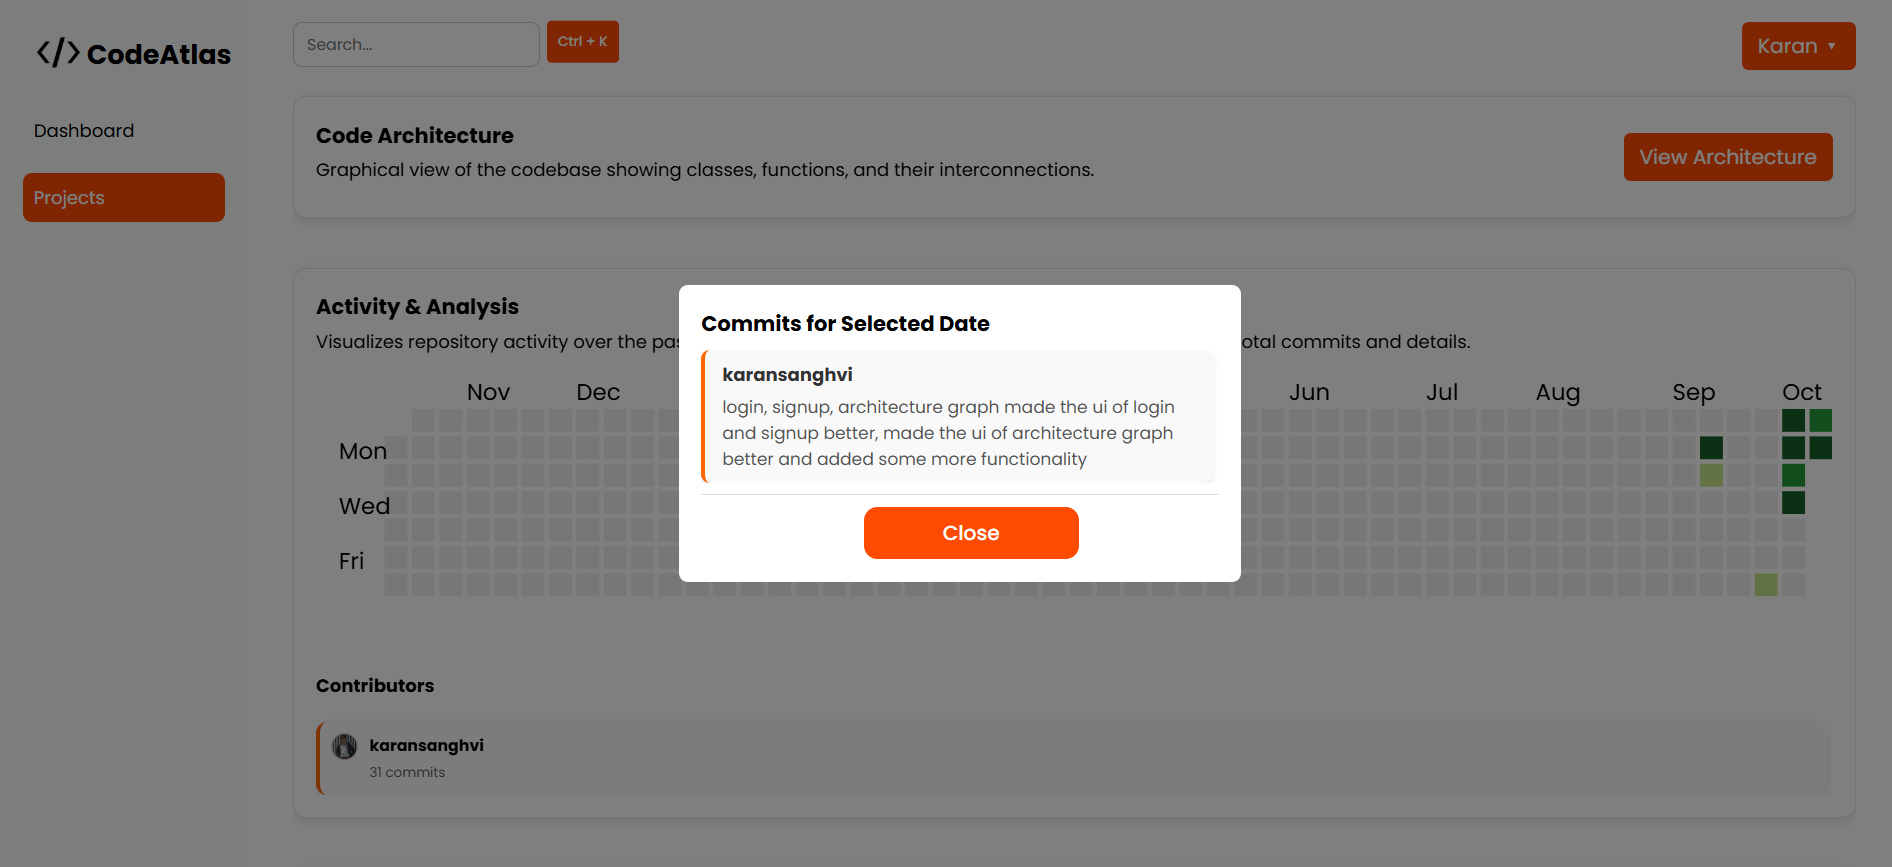 </> CodeAtlas
Search...
Ctrl + K
Karan ▼
Dashboard
Projects
Code Architecture
Graphical view of the codebase showing classes, functions, and their interconnections.
View Architecture
Activity & Analysis
Visualizes repository activity over the
otal commits and details.
Commits for Selected Date
karansanghvi
login, signup, architecture graph made the ui of login
and signup better, made the ui of architecture graph
better and added some more functionality
Close
Nov Dec Jun Jul Aug Sep Oct
Mon
Wed
Fri
Contributors
karansanghvi
31 commits